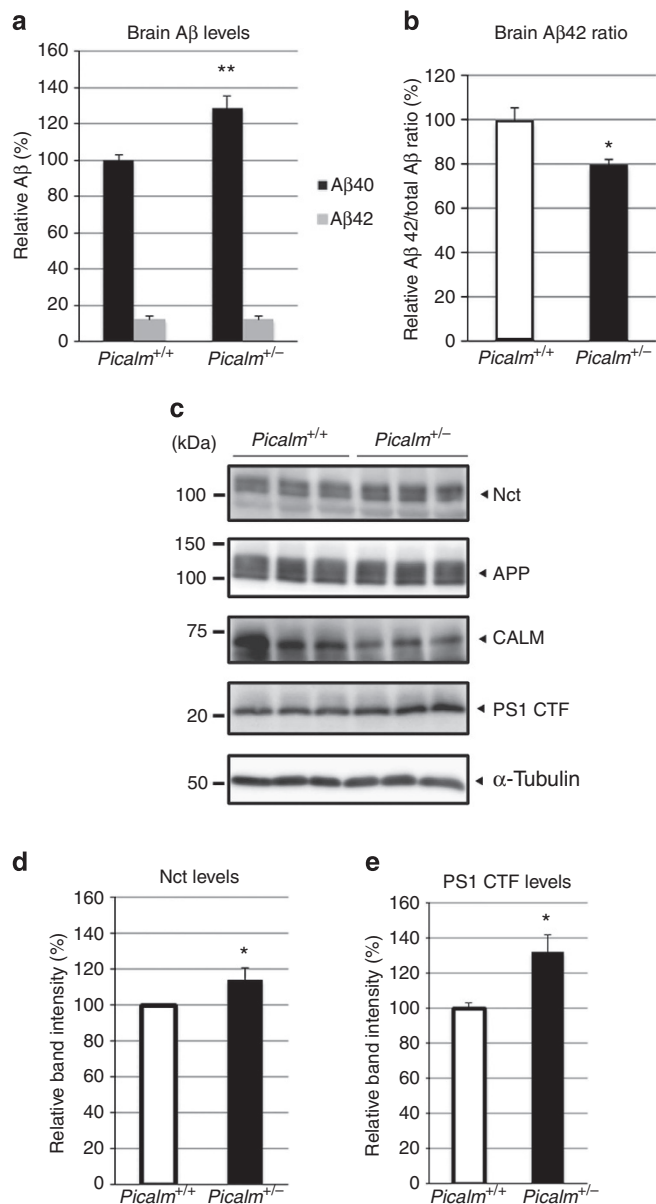 a
Brain Aβ levels
160
140
120
100
80
60
40
20
0
Relative Aβ (%)
**
Aβ40
Aβ42
Picalm+/+
Picalm+/–
b
Brain Aβ42 ratio
120
100
80
60
40
20
0
Relative Aβ 42/total Aβ ratio (%)
*
Picalm+/+
Picalm+/–
c
(kDa)
Picalm+/+
Picalm+/–
100
Nct
150
100
APP
75
CALM
20
PS1 CTF
50
α-Tubulin
d
Nct levels
160
140
120
100
80
60
40
20
0
Relative band intensity (%)
*
Picalm+/+
Picalm+/–
e
PS1 CTF levels
160
140
120
100
80
60
40
20
0
Relative band intensity (%)
*
Picalm+/+
Picalm+/–